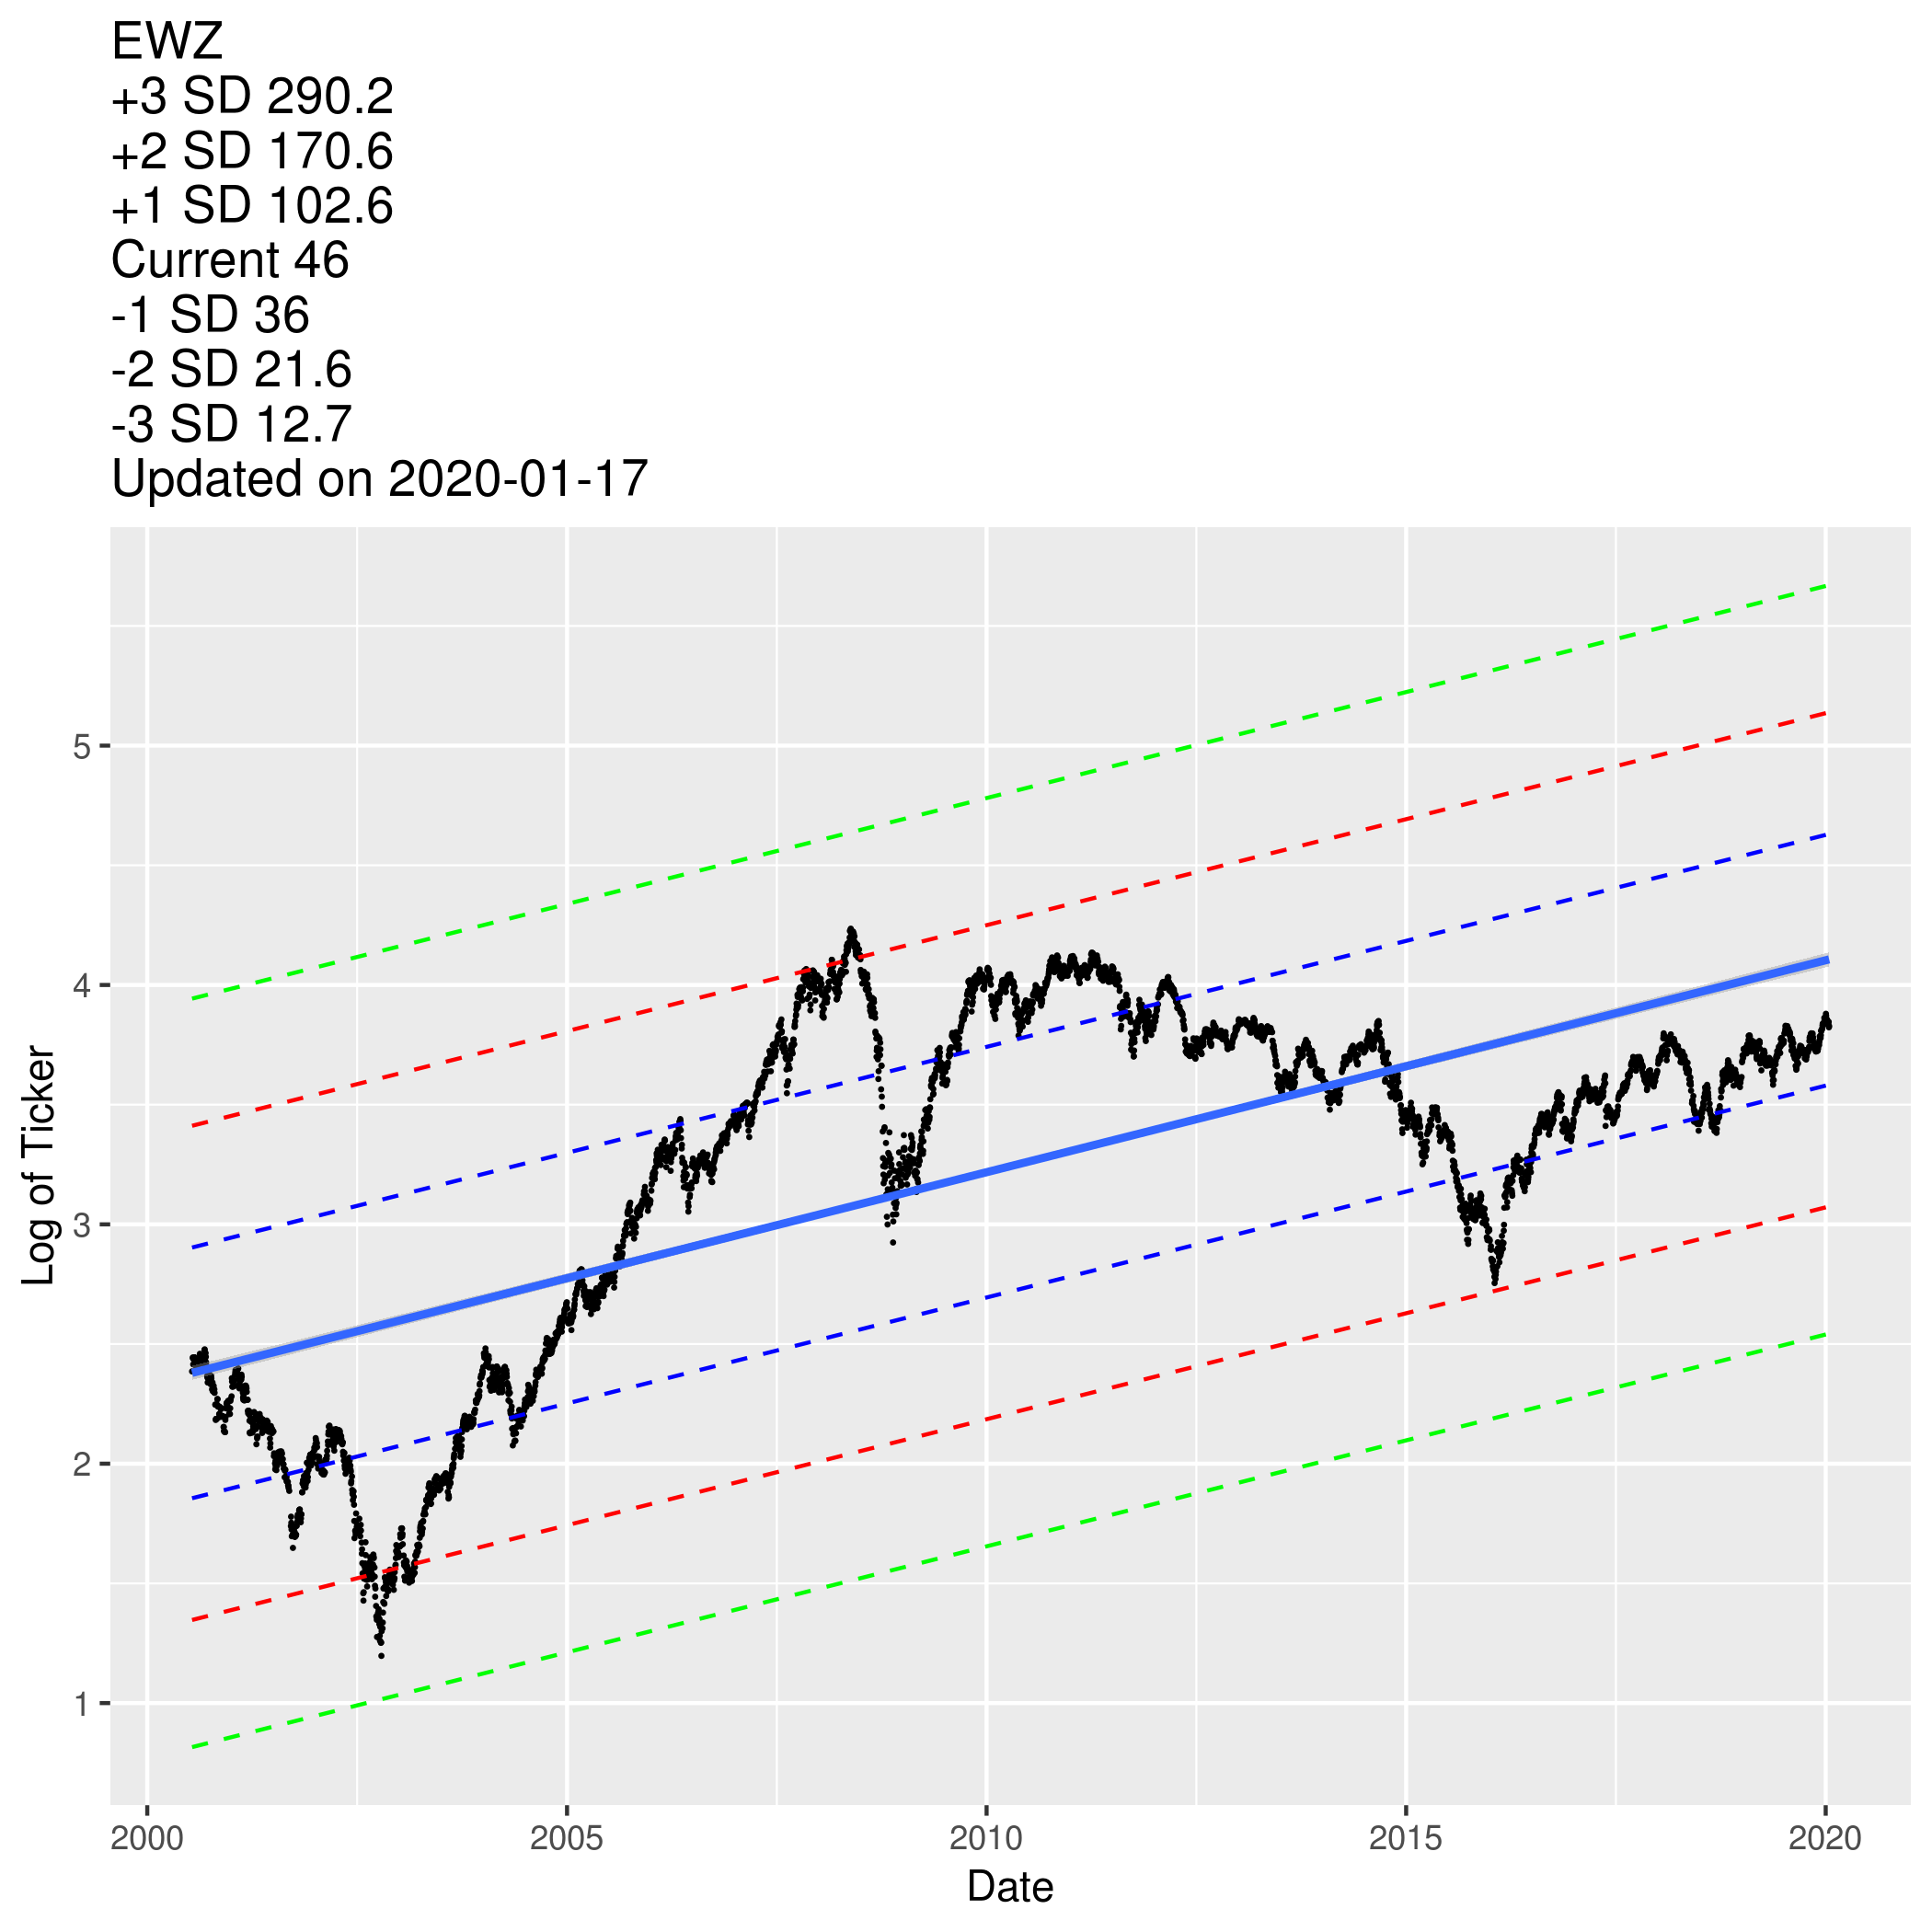 EWZ
+3 SD 290.2
+2 SD 170.6
+1 SD 102.6
Current 46
-1 SD 36
-2 SD 21.6
-3 SD 12.7
Updated on 2020-01-17
5
4
3
2
1
Log of Ticker
2000 2005 2010 2015 2020
Date